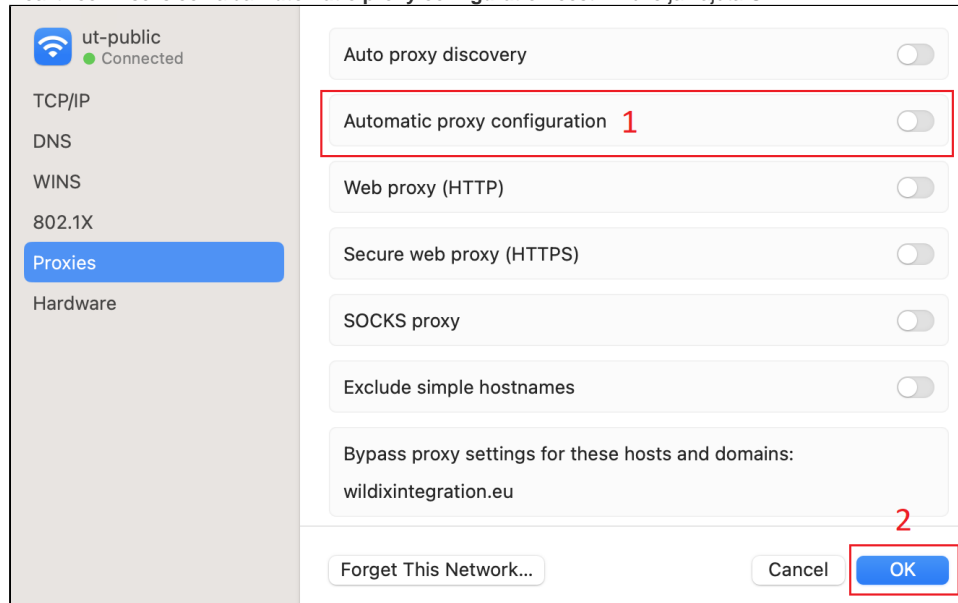 ut-public
Connected
TCP/IP
DNS
WINS
802.1X
Proxies
Hardware
Auto proxy discovery
Automatic proxy configuration 1
Web proxy (HTTP)
Secure web proxy (HTTPS)
SOCKS proxy
Exclude simple hostnames
Bypass proxy settings for these hosts and domains:
wildixintegration.eu
2
Forget This Network...
Cancel
OK